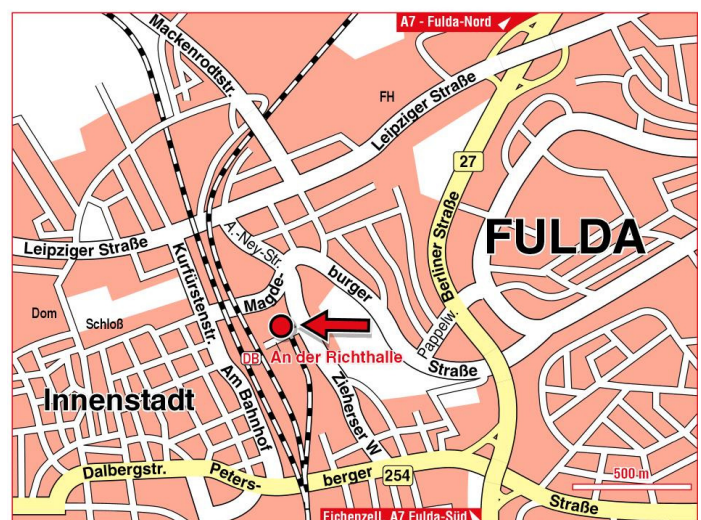 A7 - Fulda-Nord
Mackenrodtstr.
FH
Leipziger Straße
27
Berliner Straße
FULDA
A.-Ney-Str.
Leipziger Straße
Kurfürstenstr.
Magde-
burger
Straße
Dom
Schloß
Pappelw.
DB
An der Richthalle
Zieherser W
Innenstadt
Am Bahnhof
Dalbergstr.
Peters-
berger
254
Straße
500 m
Eichenzell A7 Fulda-Süd